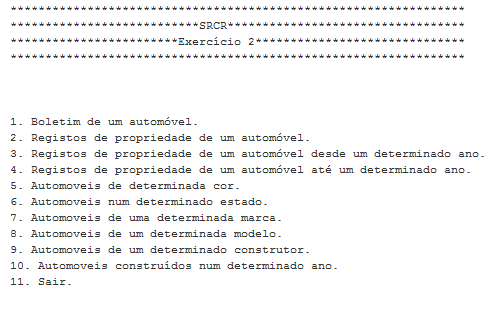 *****************************************************************
***************************SRCR******************************
************************Exercício 2******************************
*****************************************************************
1. Boletim de um automóvel.
2. Registos de propriedade de um automóvel.
3. Registos de propriedade de um automóvel desde um determinado ano.
4. Registos de propriedade de um automóvel até um determinado ano.
5. Automoveis de determinada cor.
6. Automoveis num determinado estado.
7. Automoveis de uma determinada marca.
8. Automoveis de um determinada modelo.
9. Automoveis de um determinado construtor.
10. Automoveis construídos num determinado ano.
11. Sair.